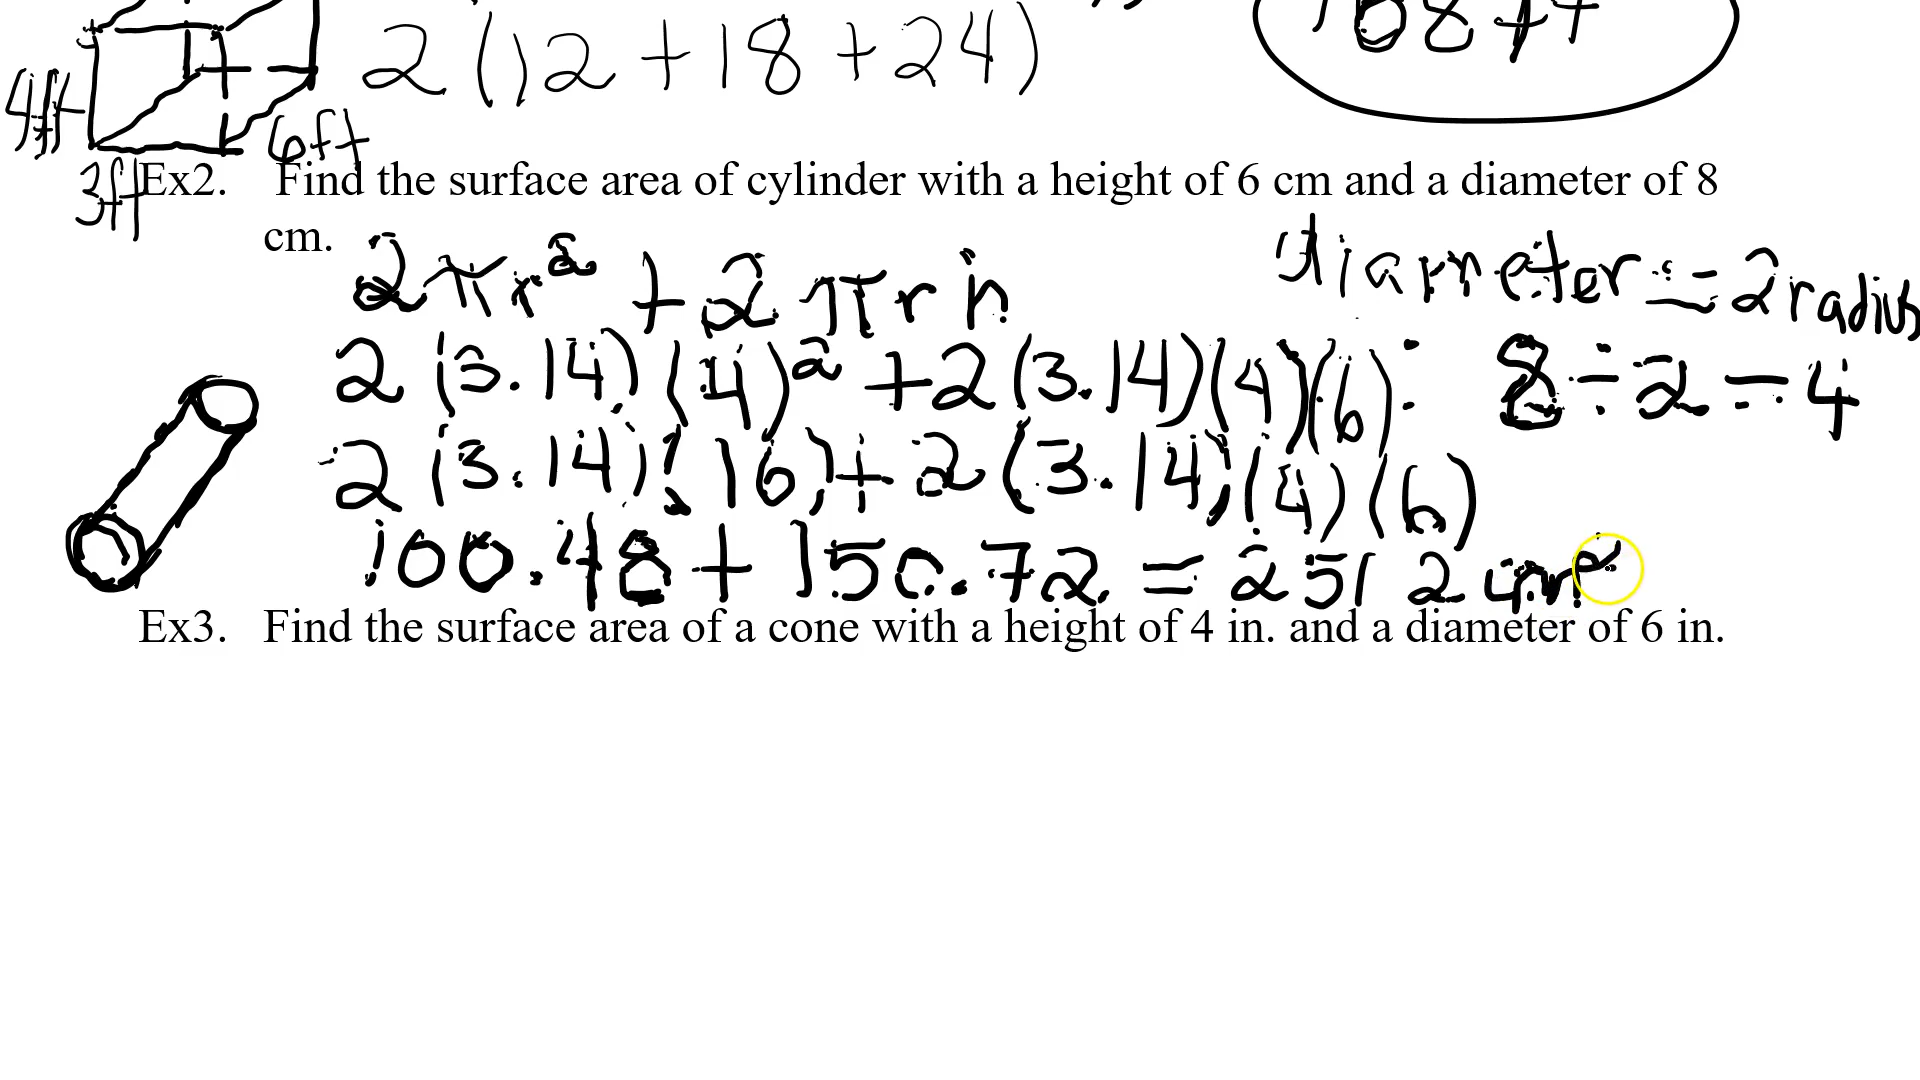 2(12+18+24)
4ft
6ft
3ft
Ex2. Find the surface area of cylinder with a height of 6 cm and a diameter of 8
cm.
2πr²+2πrh
diameter=2radius
2(3.14)(4)²+2(3.14)(4)(6)
8÷2=4
2(3.14)(16)+2(3.14)(4)(6)
100.48+150.72=251 2cm²
Ex3. Find the surface area of a cone with a height of 4 in. and a diameter of 6 in.